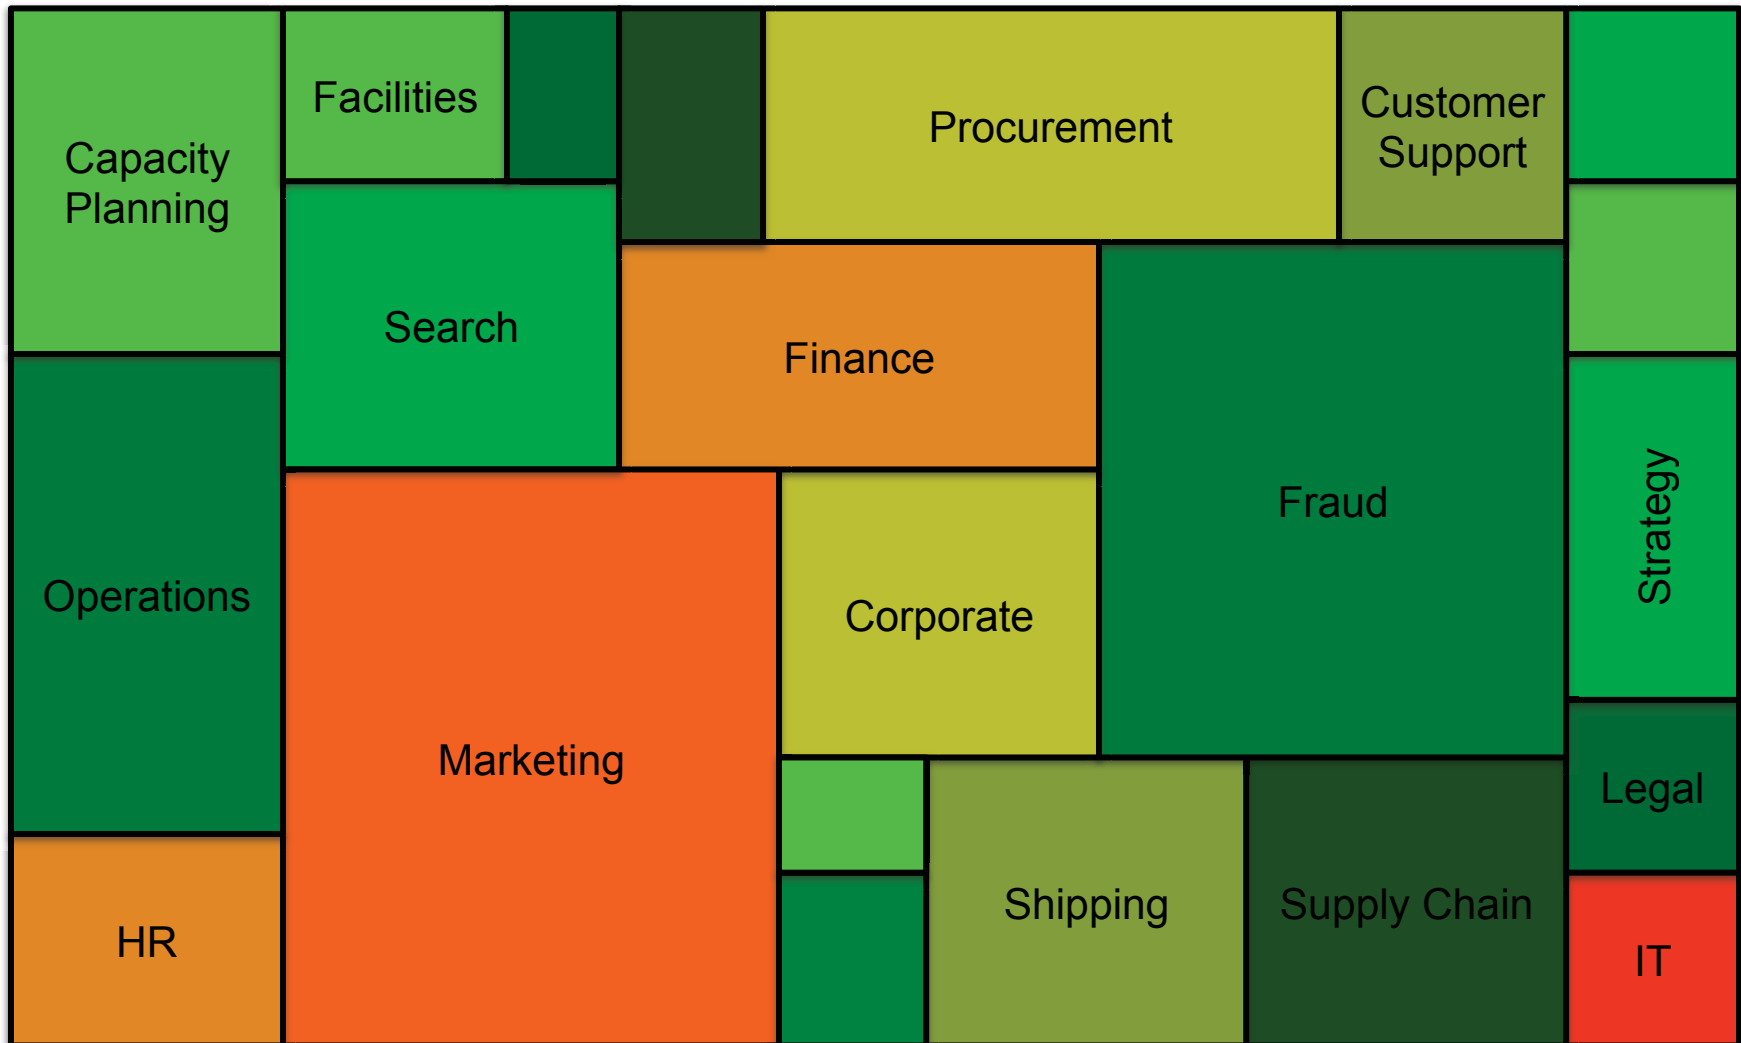 Capacity
Planning
Facilities
Procurement
Customer
Support
Search
Finance
Fraud
Strategy
Operations
Corporate
Marketing
Legal
HR
Shipping
Supply Chain
IT